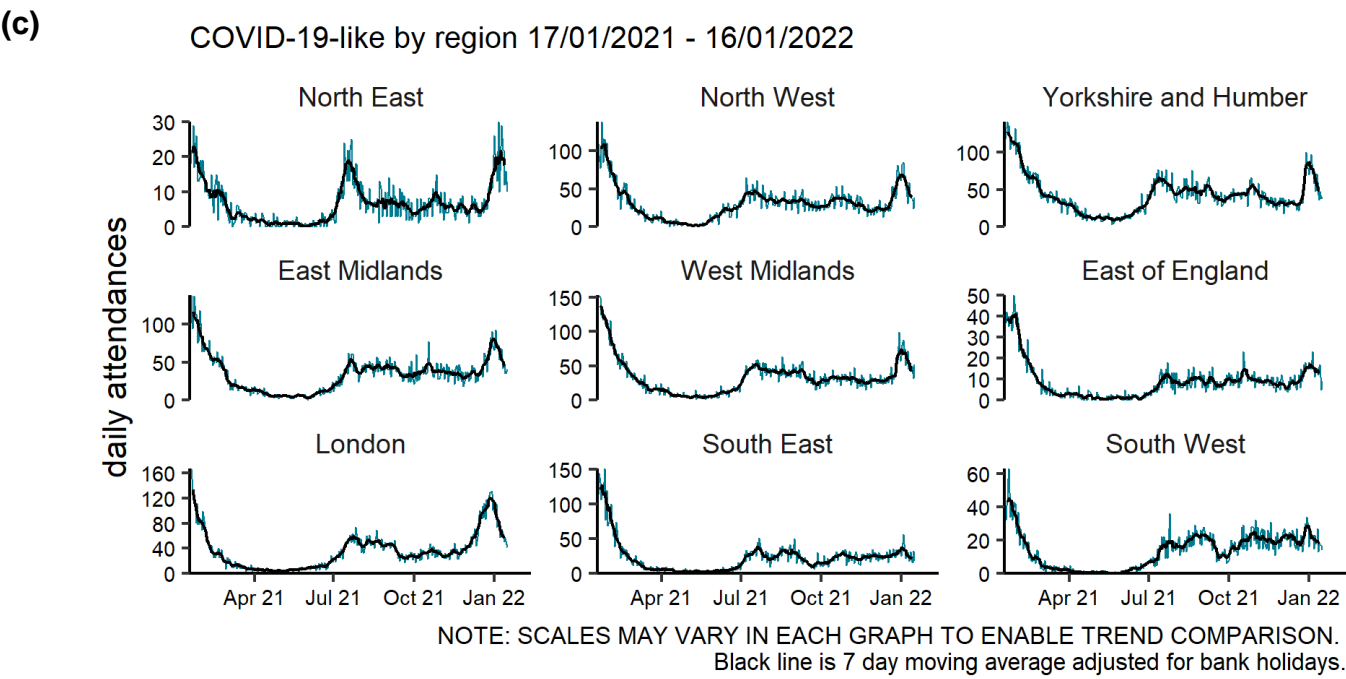 (c)
COVID-19-like by region 17/01/2021 - 16/01/2022
daily attendances
North East
30
20
10
0
North West
100
50
0
Yorkshire and Humber
100
50
0
East Midlands
100
50
0
West Midlands
150
100
50
0
East of England
50
40
30
20
10
0
London
160
120
80
40
0
South East
150
100
50
0
South West
60
40
20
0
Apr 21 Jul 21 Oct 21 Jan 22
Apr 21 Jul 21 Oct 21 Jan 22
Apr 21 Jul 21 Oct 21 Jan 22
NOTE: SCALES MAY VARY IN EACH GRAPH TO ENABLE TREND COMPARISON.
Black line is 7 day moving average adjusted for bank holidays.